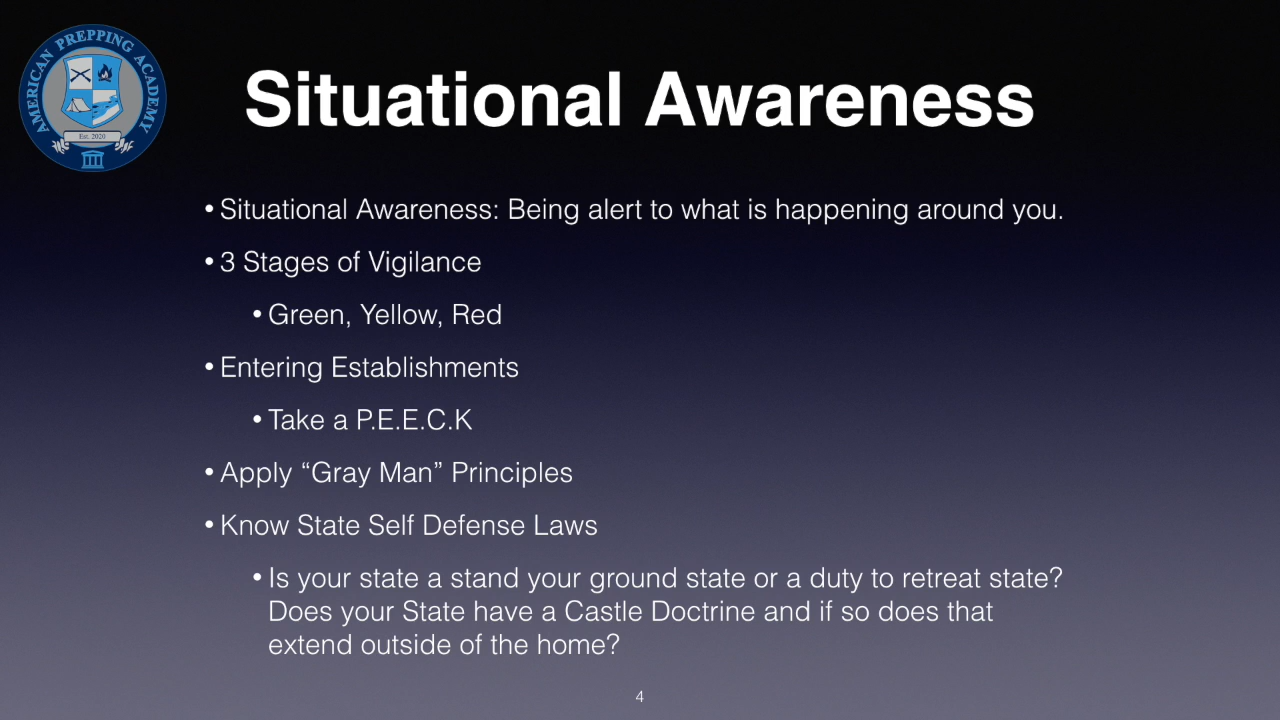 AMERICAN PREPPING ACADEMY
Est. 2020
Situational Awareness
• Situational Awareness: Being alert to what is happening around you.
• 3 Stages of Vigilance
• Green, Yellow, Red
• Entering Establishments
• Take a P.E.E.C.K
• Apply “Gray Man” Principles
• Know State Self Defense Laws
• Is your state a stand your ground state or a duty to retreat state?
Does your State have a Castle Doctrine and if so does that
extend outside of the home?
4